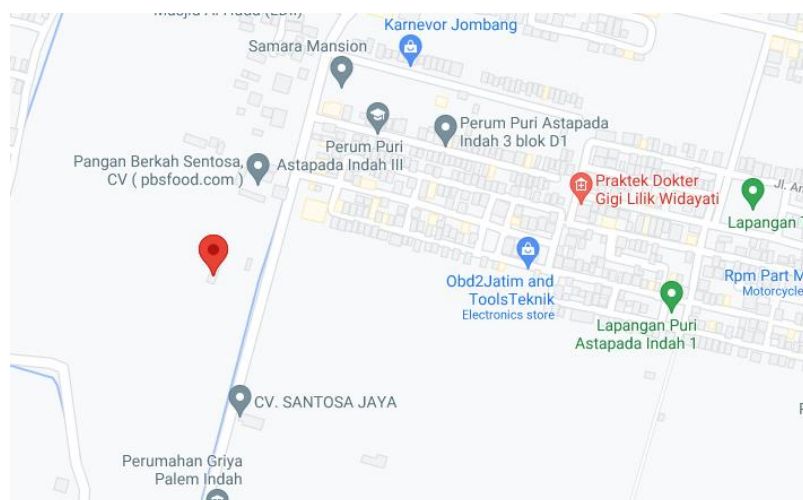 Karnevor Jombang
Samara Mansion
Perum Puri Astapada
Indah 3 blok D1
Perum Puri
Astapada Indah III
Pangan Berkah Sentosa,
CV ( pbsfood.com )
Praktek Dokter
Gigi Lilik Widayati
Jl. Ar
Lapangan T
Obd2Jatim and
ToolsTeknik
Electronics store
Rpm Part M
Motorcycle
Lapangan Puri
Astapada Indah 1
CV. SANTOSA JAYA
Perumahan Griya
Palem Indah